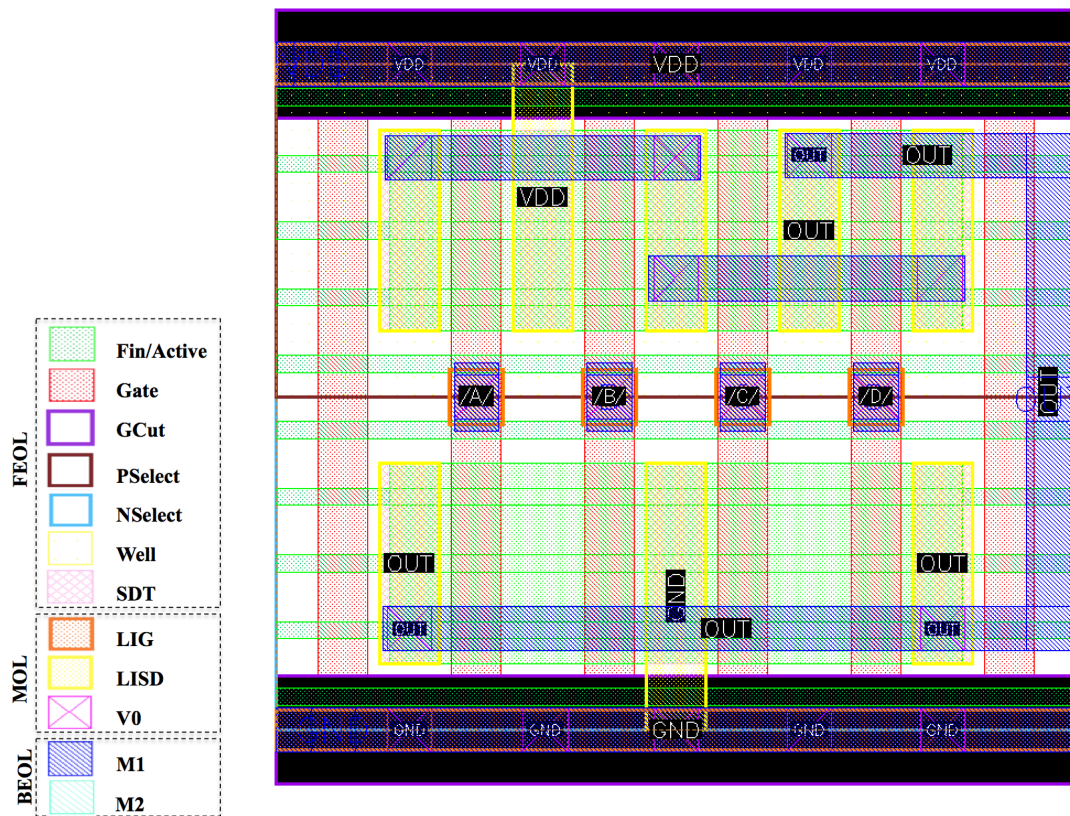 VDD VDD VDD VDD VDD
OUT OUT
VDD
OUT
/A/ /B/ /C/ /D/ OUT
OUT GND OUT
OUT OUT OUT
GND GND GND GND GND
FEOL
Fin/Active
Gate
GCut
PSelect
NSelect
Well
SDT
MOL
LIG
LISD
V0
BEOL
M1
M2